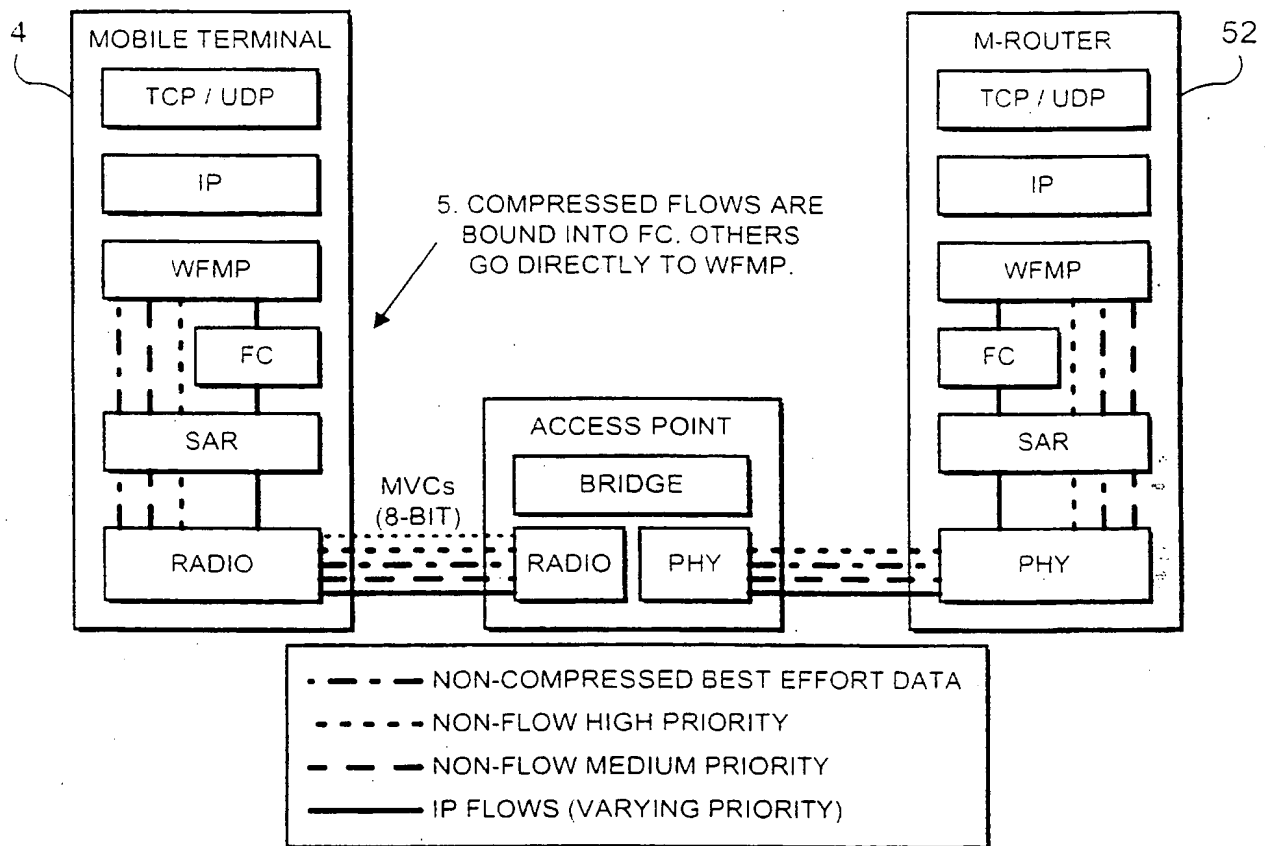 4
MOBILE TERMINAL
TCP / UDP
IP
WFMP
FC
SAR
RADIO
5. COMPRESSED FLOWS ARE
BOUND INTO FC. OTHERS
GO DIRECTLY TO WFMP.
MVCs
(8-BIT)
ACCESS POINT
BRIDGE
RADIO
PHY
52
M-ROUTER
TCP / UDP
IP
WFMP
FC
SAR
PHY
NON-COMPRESSED BEST EFFORT DATA
NON-FLOW HIGH PRIORITY
NON-FLOW MEDIUM PRIORITY
IP FLOWS (VARYING PRIORITY)